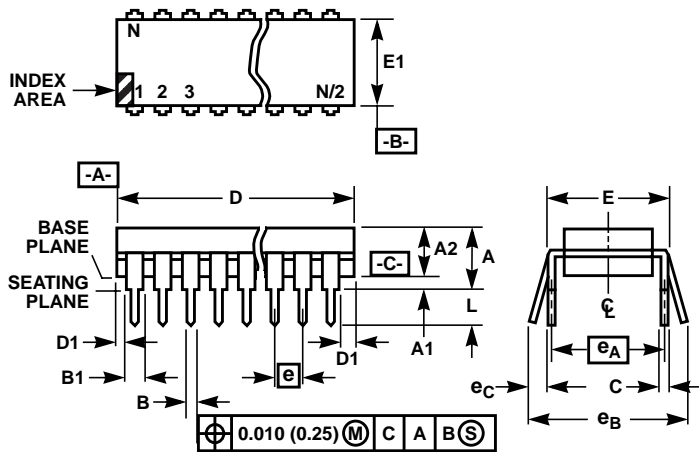 N
INDEX
AREA
1 2 3 N/2
E1
-B-
-A-
D
E
BASE
PLANE
A2
A
-C-
SEATING
PLANE
L
C̲L
D1
A1
D1
eA
B1
e
eC
C
B
eB
0.010 (0.25) Ⓜ C A B Ⓢ